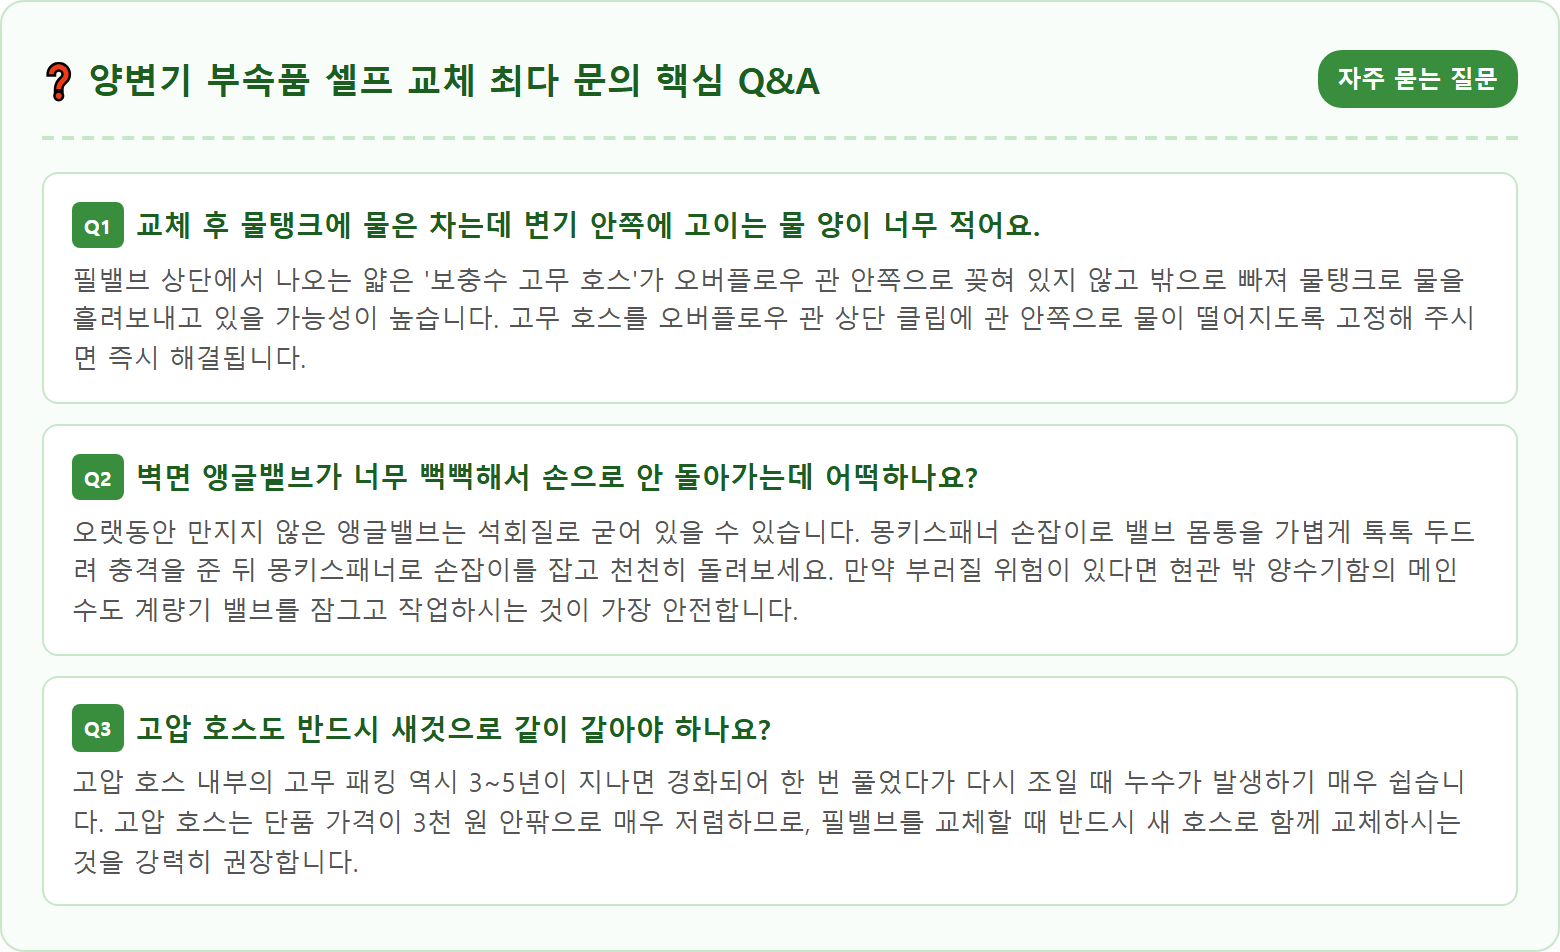 ❓ 양변기 부속품 셀프 교체 최다 문의 핵심 Q&A
자주 묻는 질문
Q1 교체 후 물탱크에 물은 차는데 변기 안쪽에 고이는 물 양이 너무 적어요.
필밸브 상단에서 나오는 얇은 '보충수 고무 호스'가 오버플로우 관 안쪽으로 꽂혀 있지 않고 밖으로 빠져 물탱크로 물을
흘려보내고 있을 가능성이 높습니다. 고무 호스를 오버플로우 관 상단 클립에 관 안쪽으로 물이 떨어지도록 고정해 주시
면 즉시 해결됩니다.
Q2 벽면 앵글밸브가 너무 뻑뻑해서 손으로 안 돌아가는데 어떡하나요?
오랫동안 만지지 않은 앵글밸브는 석회질로 굳어 있을 수 있습니다. 몽키스패너 손잡이로 밸브 몸통을 가볍게 톡톡 두드
려 충격을 준 뒤 몽키스패너로 손잡이를 잡고 천천히 돌려보세요. 만약 부러질 위험이 있다면 현관 밖 양수기함의 메인
수도 계량기 밸브를 잠그고 작업하시는 것이 가장 안전합니다.
Q3 고압 호스도 반드시 새것으로 같이 갈아야 하나요?
고압 호스 내부의 고무 패킹 역시 3~5년이 지나면 경화되어 한 번 풀었다가 다시 조일 때 누수가 발생하기 매우 쉽습니
다. 고압 호스는 단품 가격이 3천 원 안팎으로 매우 저렴하므로, 필밸브를 교체할 때 반드시 새 호스로 함께 교체하시는
것을 강력히 권장합니다.